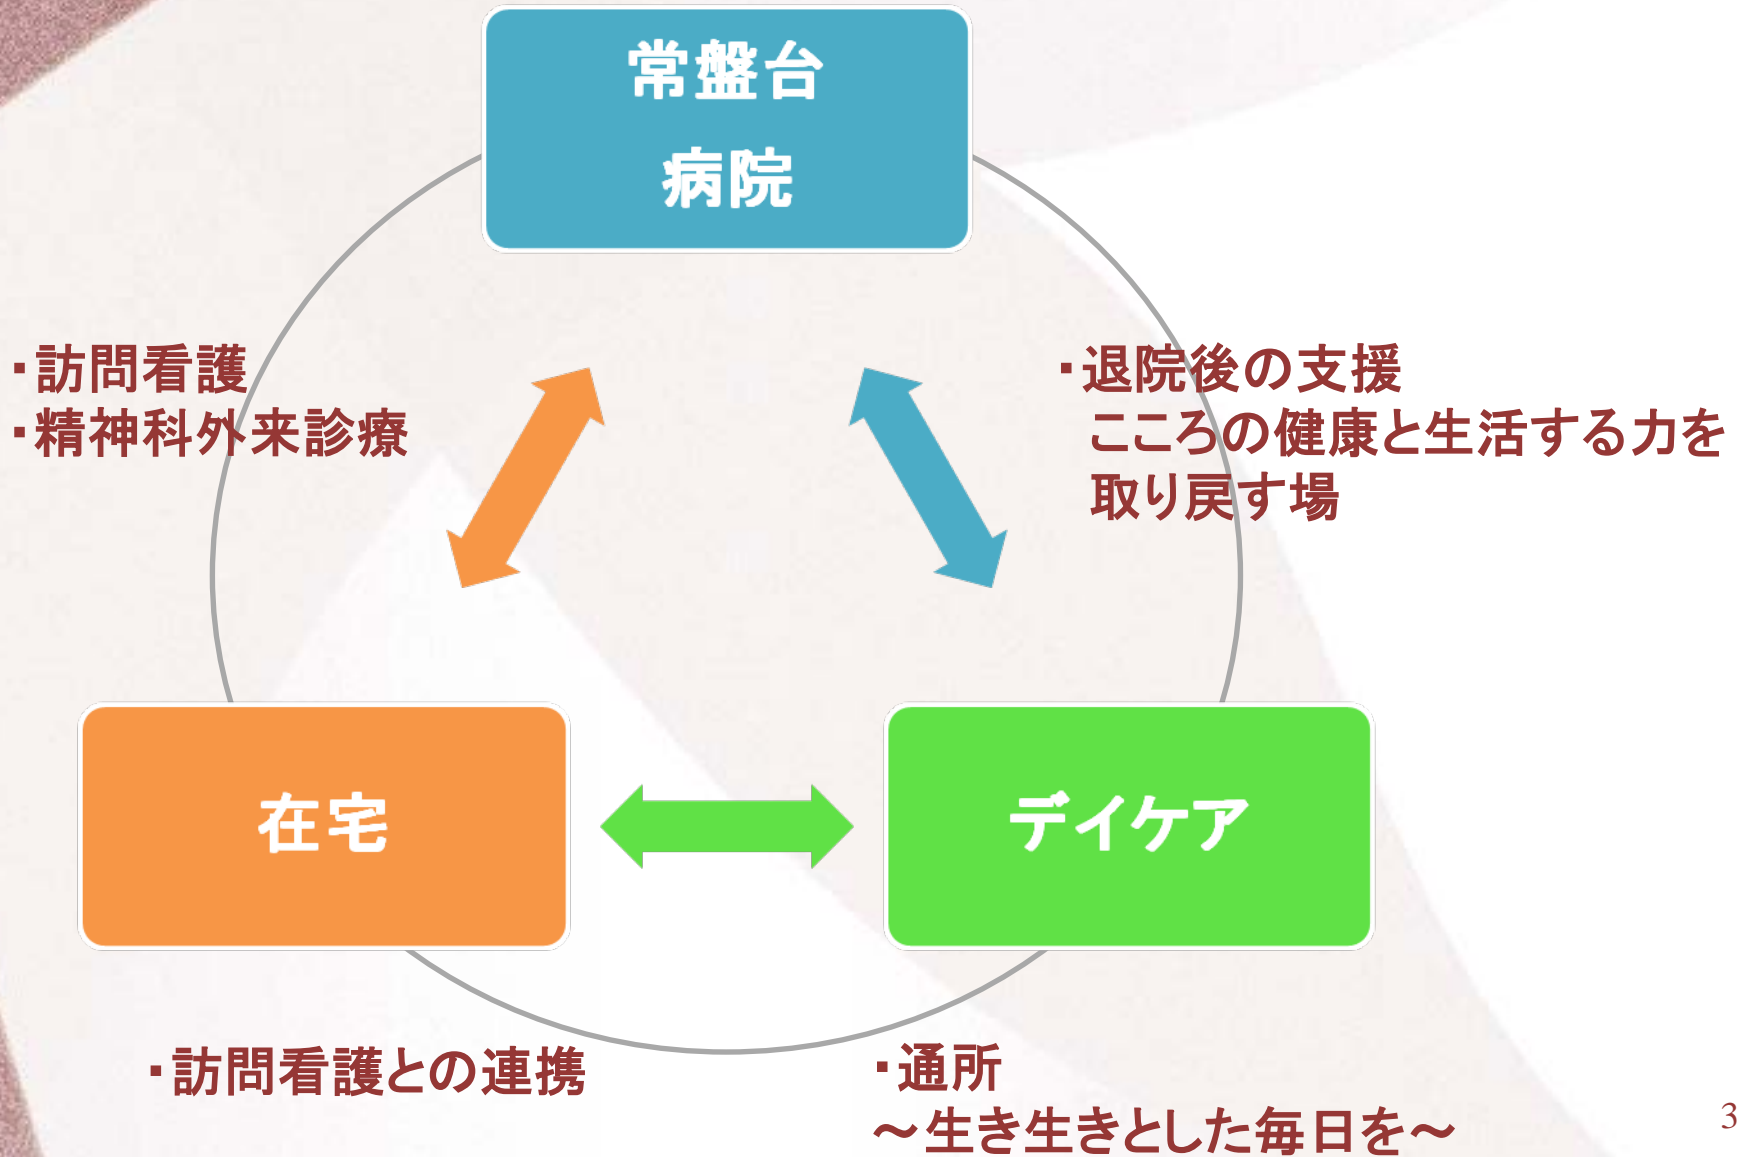 常盤台
病院
・訪問看護
・精神科外来診療
・退院後の支援
こころの健康と生活する力を
取り戻す場
在宅
デイケア
・訪問看護との連携
・通所
～生き生きとした毎日を～
3